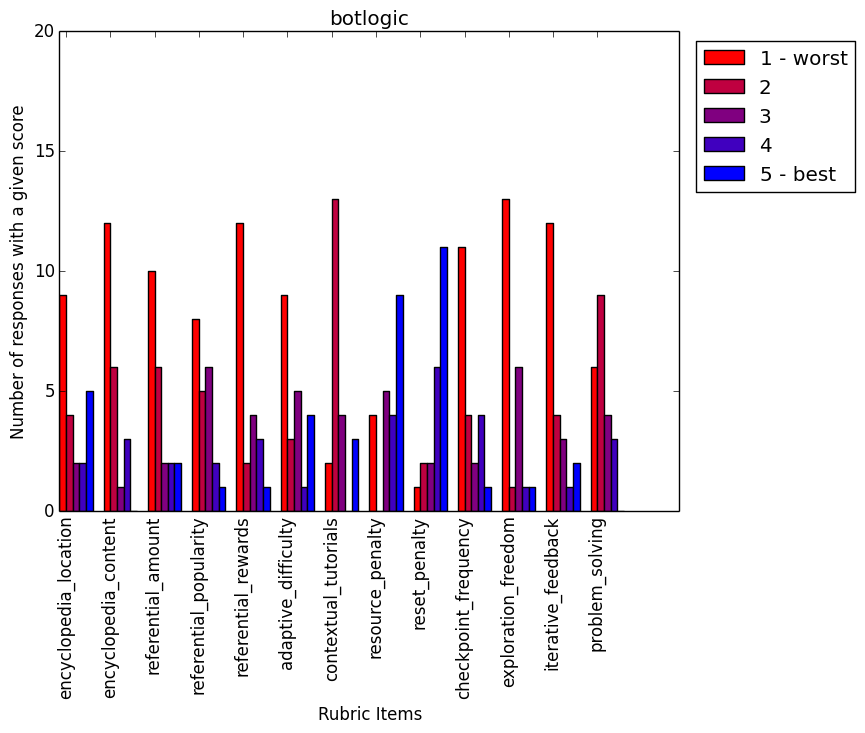 botlogic
20
15
10
5
0
Number of responses with a given score
1 - worst
2
3
4
5 - best
encyclopedia_location
encyclopedia_content
referential_amount
referential_popularity
referential_rewards
adaptive_difficulty
contextual_tutorials
resource_penalty
reset_penalty
checkpoint_frequency
exploration_freedom
iterative_feedback
problem_solving
Rubric Items